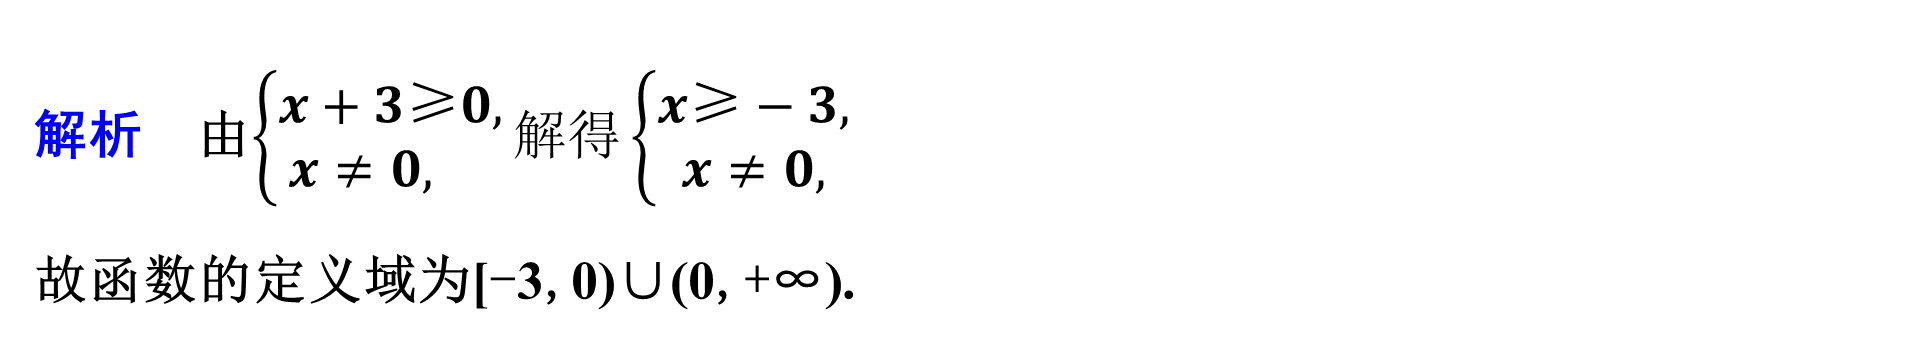 解析 由{x + 3⩾0, x ≠ 0, 解得{x⩾－3, x ≠ 0,
故函数的定义域为[−3, 0)∪(0, +∞).